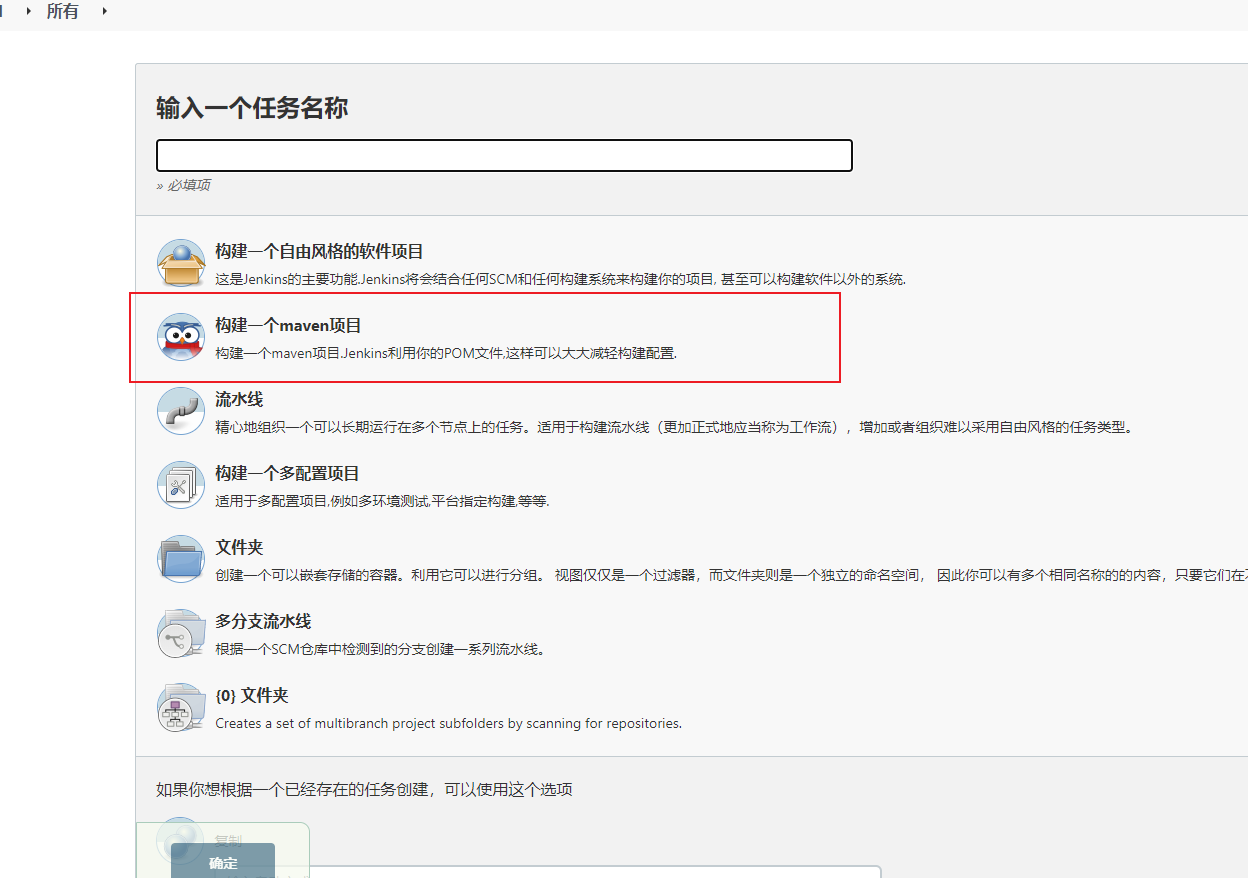 所有
输入一个任务名称
» 必填项
构建一个自由风格的软件项目
这是Jenkins的主要功能.Jenkins将会结合任何SCM和任何构建系统来构建你的项目, 甚至可以构建软件以外的系统.
构建一个maven项目
构建一个maven项目.Jenkins利用你的POM文件,这样可以大大减轻构建配置.
流水线
精心地组织一个可以长期运行在多个节点上的任务。适用于构建流水线（更加正式地应当称为工作流），增加或者组织难以采用自由风格的任务类型。
构建一个多配置项目
适用于多配置项目,例如多环境测试,平台指定构建,等等.
文件夹
创建一个可以嵌套存储的容器。利用它可以进行分组。 视图仅仅是一个过滤器，而文件夹则是一个独立的命名空间， 因此你可以有多个相同名称的的内容，只要它们在
多分支流水线
根据一个SCM仓库中检测到的分支创建一系列流水线。
{0} 文件夹
Creates a set of multibranch project subfolders by scanning for repositories.
如果你想根据一个已经存在的任务创建，可以使用这个选项
复制
确定